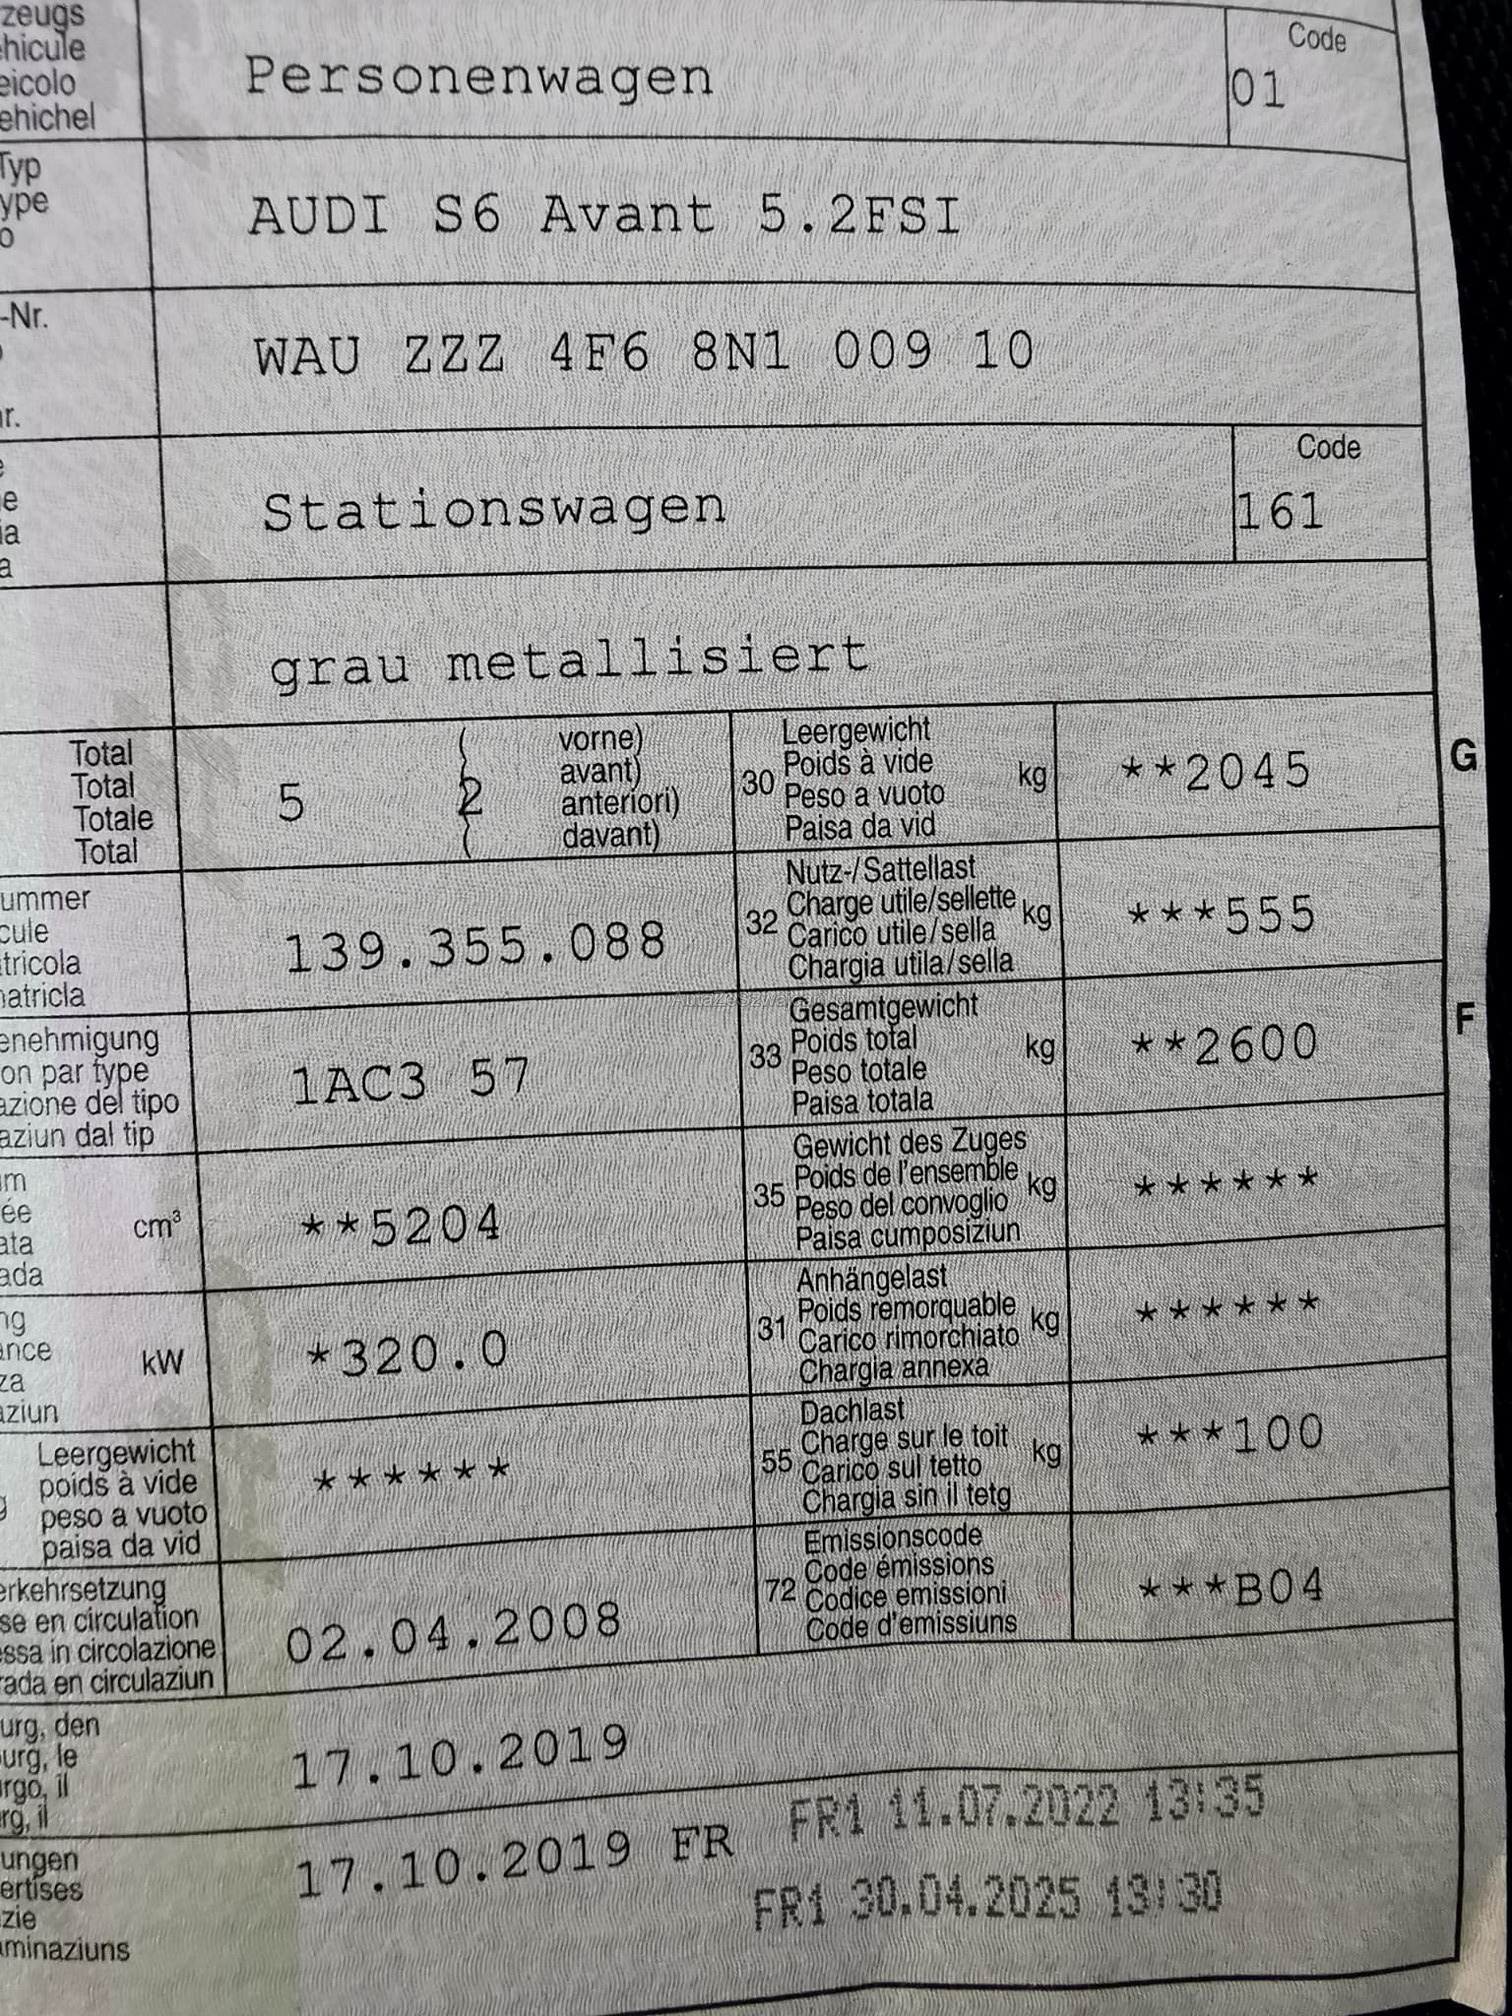 zeugs
hicule
eicolo
ehichel
Personenwagen
Code
01
Typ
ype
o
AUDI S6 Avant 5.2FSI
-Nr.
WAU ZZZ 4F6 8N1 009 10
r.
e
ne
ia
a
Stationswagen
Code
161
grau metallisiert
Total
Total
Totale
Total
5
2
vorne)
avant)
anteriori)
davant)
30
Leergewicht
Poids à vide
Peso a vuoto
Paisa da vid
kg
**2045
G
ummer
cule
tricola
natricla
139.355.088
32
Nutz-/Sattellast
Charge utile/sellette
Carico utile/sella
Chargia utila/sella
kg
***555
enehmigung
on par type
azione del tipo
aziun dal tip
1AC3 57
33
Gesamtgewicht
Poids total
Peso totale
Paisa totala
kg
**2600
F
m
ée
ata
ada
cm³
**5204
35
Gewicht des Zuges
Poids de l'ensemble
Peso del convoglio
Paisa cumposiziun
kg
******
ng
ance
za
aziun
kW
*320.0
31
Anhängelast
Poids remorquable
Carico rimorchiato
Chargia annexa
kg
******
Leergewicht
poids à vide
peso a vuoto
paisa da vid
******
55
Dachlast
Charge sur le toit
Carico sul tetto
Chargia sin il tetg
kg
***100
erkehrsetzung
se en circulation
essa in circolazione
rada en circulaziun
02.04.2008
72
Emissionscode
Code émissions
Codice emissioni
Code d'emissiuns
***B04
urg, den
urg, le
rgo, il
rg, il
17.10.2019
ungen
ertises
zie
aminaziuns
17.10.2019 FR
FR1 11.07.2022 13:35
FR1 30.04.2025 13:30